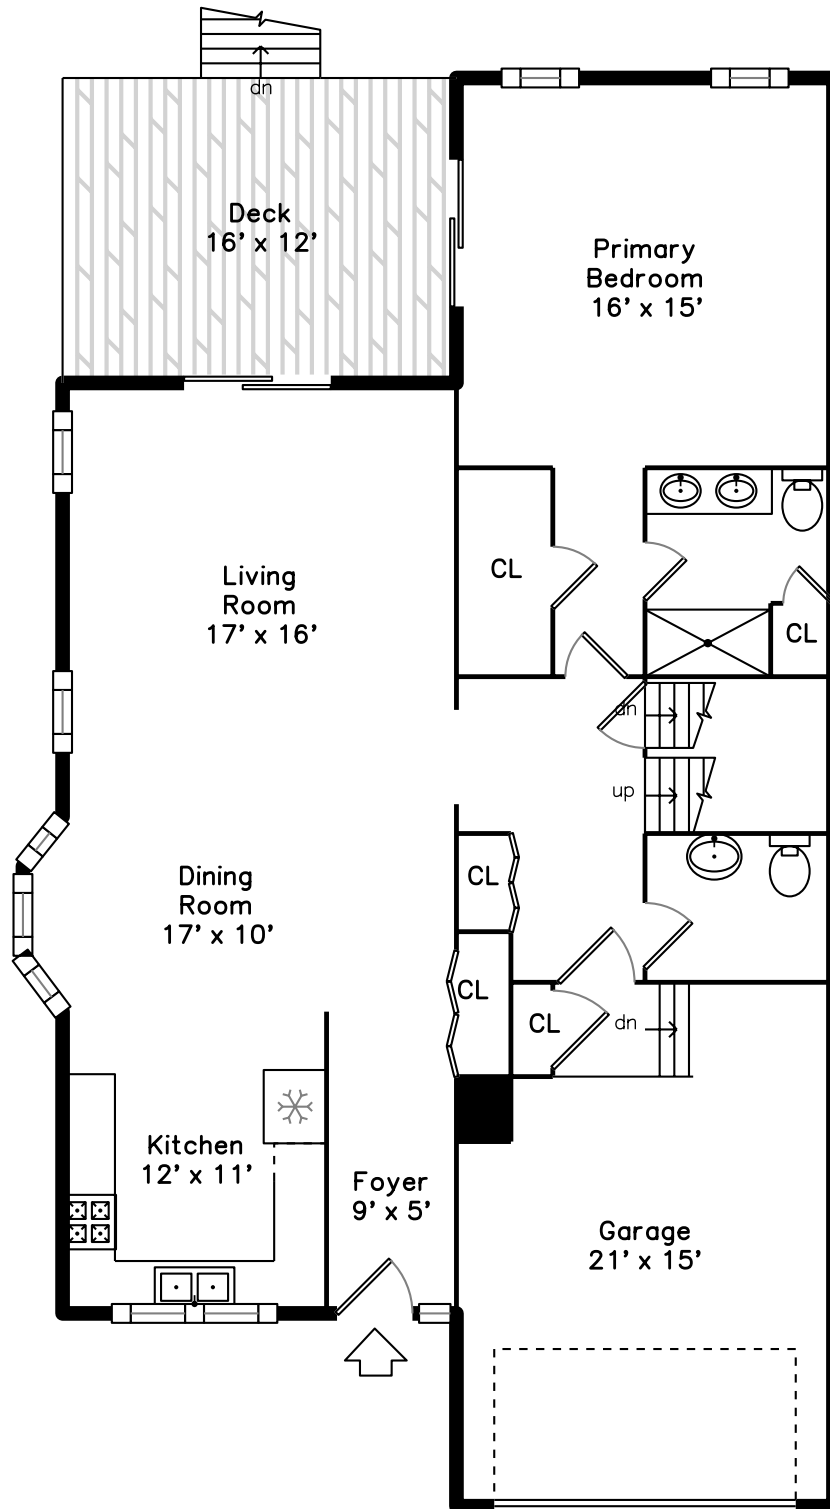 dn
Deck
16' x 12'
Primary
Bedroom
16' x 15'
CL
Living
Room
17' x 16'
CL
dn
up
Dining
Room
17' x 10'
CL
CL
CL
dn
Kitchen
12' x 11'
Foyer
9' x 5'
Garage
21' x 15'